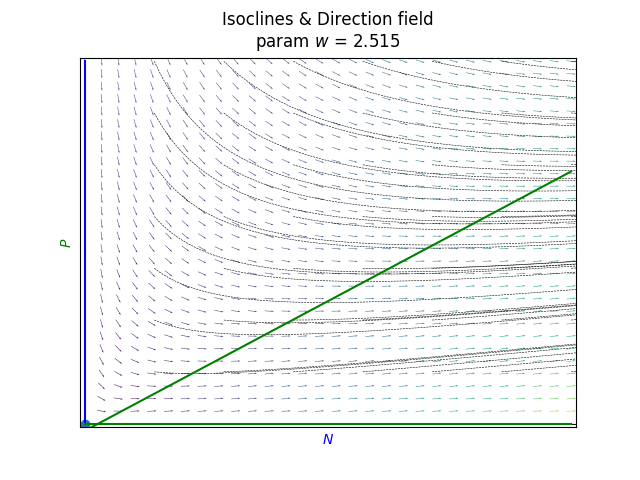 Isoclines & Direction field
param w = 2.515
P
N